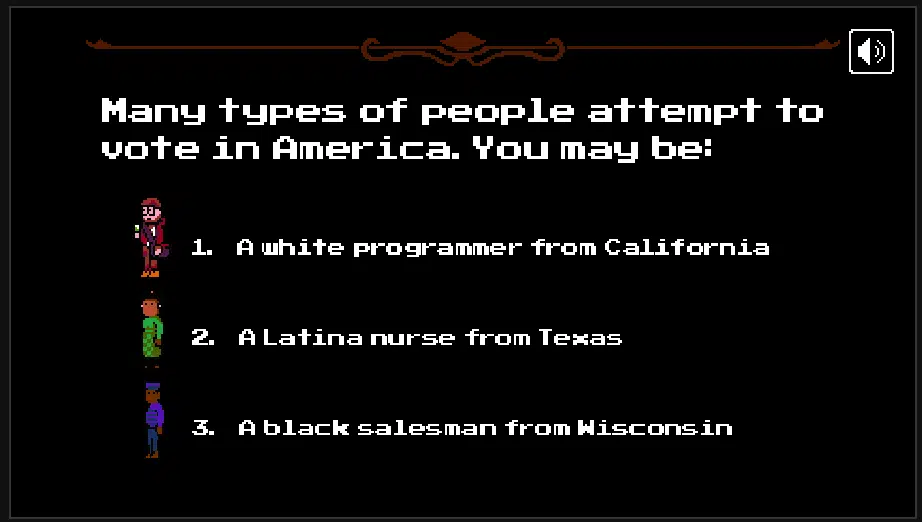 Many types of people attempt to
vote in America. You may be:
1. A white programmer from California
2. A Latina nurse from Texas
3. A black salesman from Wisconsin